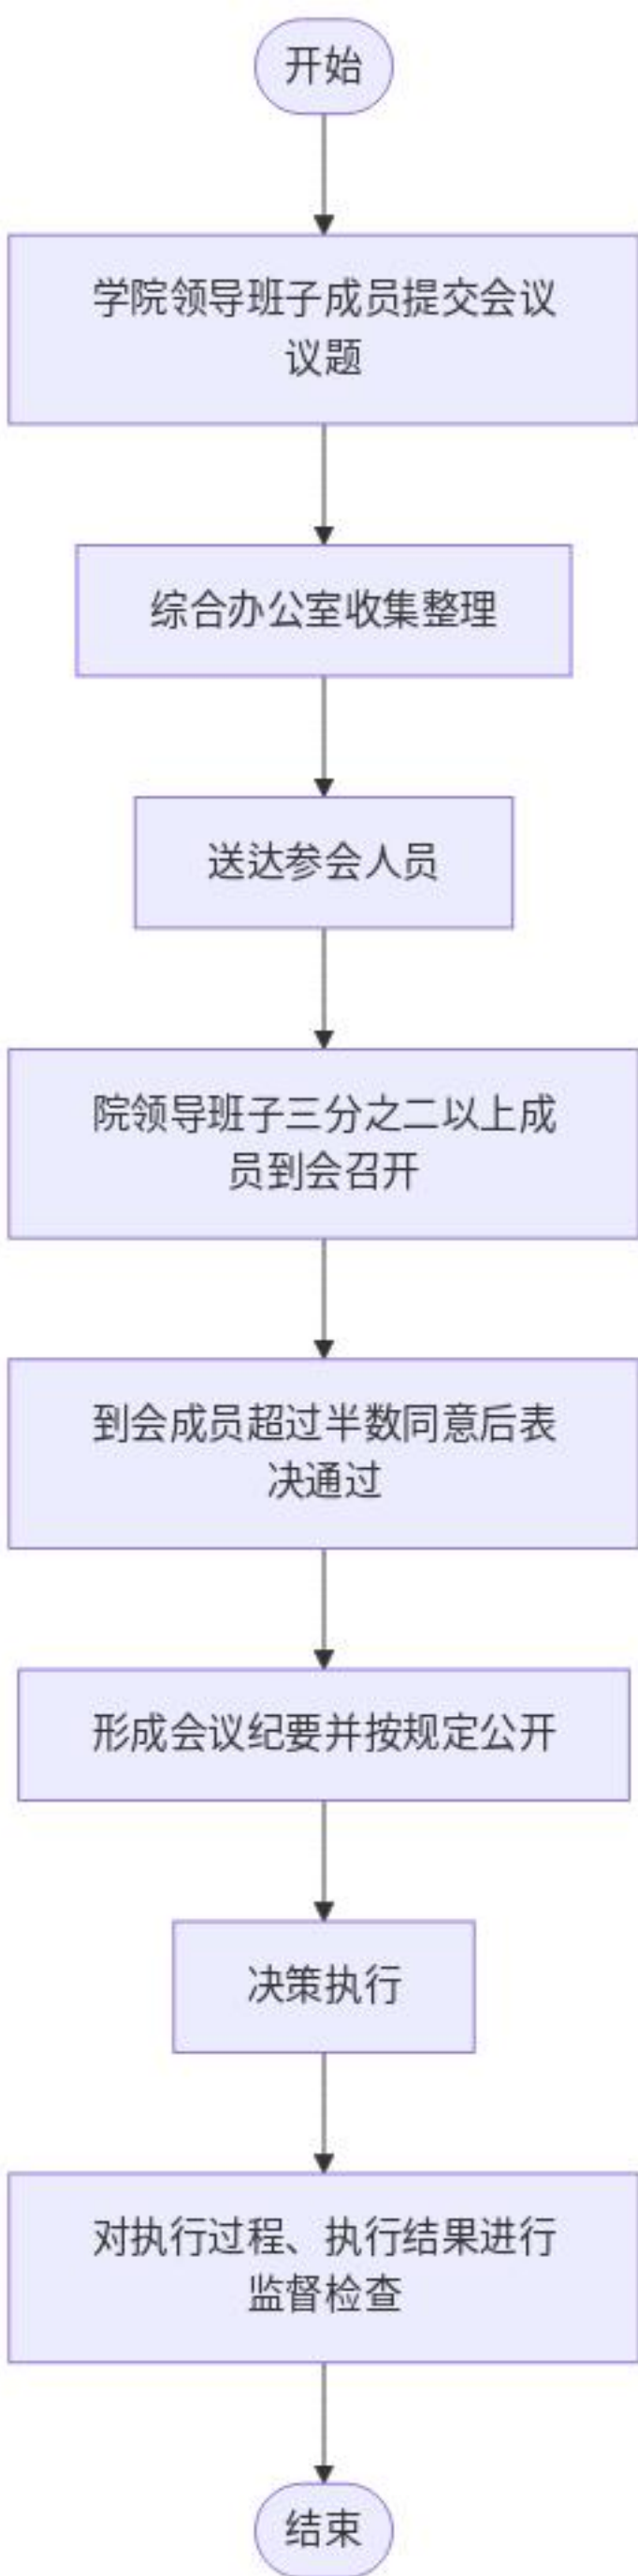 开始
学院领导班子成员提交会议
议题
综合办公室收集整理
送达参会人员
院领导班子三分之二以上成
员到会召开
到会成员超过半数同意后表
决通过
形成会议纪要并按规定公开
决策执行
对执行过程、执行结果进行
监督检查
结束